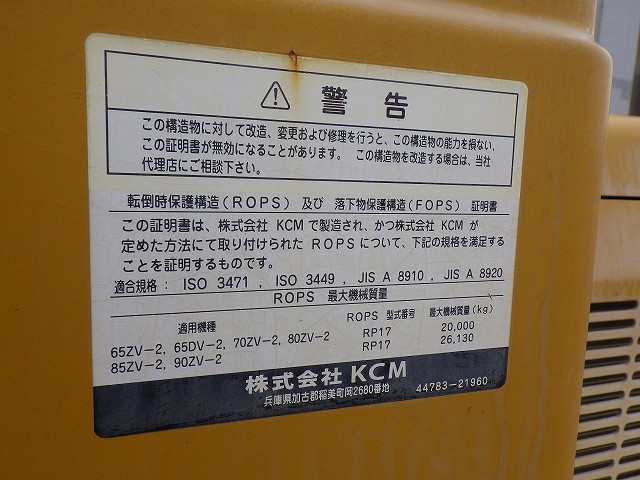 ⚠ 警告
この構造物に対して改造、変更および修理を行うと、この構造物の能力を損ない、
この証明書が無効になることがあります。 この構造物を改造する場合は、当社
代理店にご相談下さい。
転倒時保護構造(ROPS) 及び 落下物保護構造(FOPS) 証明書
この証明書は、株式会社 KCMで製造され、かつ株式会社 KCM が
定めた方法にて取り付けられた ROPSについて、下記の規格を満足する
ことを証明するものです。
適合規格: ISO 3471 , ISO 3449 , JIS A 8910 , JIS A 8920
ROPS 最大機械質量
適用機種 ROPS 型式番号 最大機械質量(kg)
65ZV-2, 65DV-2, 70ZV-2, 80ZV-2 RP17 20,000
85ZV-2, 90ZV-2 RP17 26,130
株式会社 KCM
兵庫県加古郡稲美町岡2680番地 44783-21960